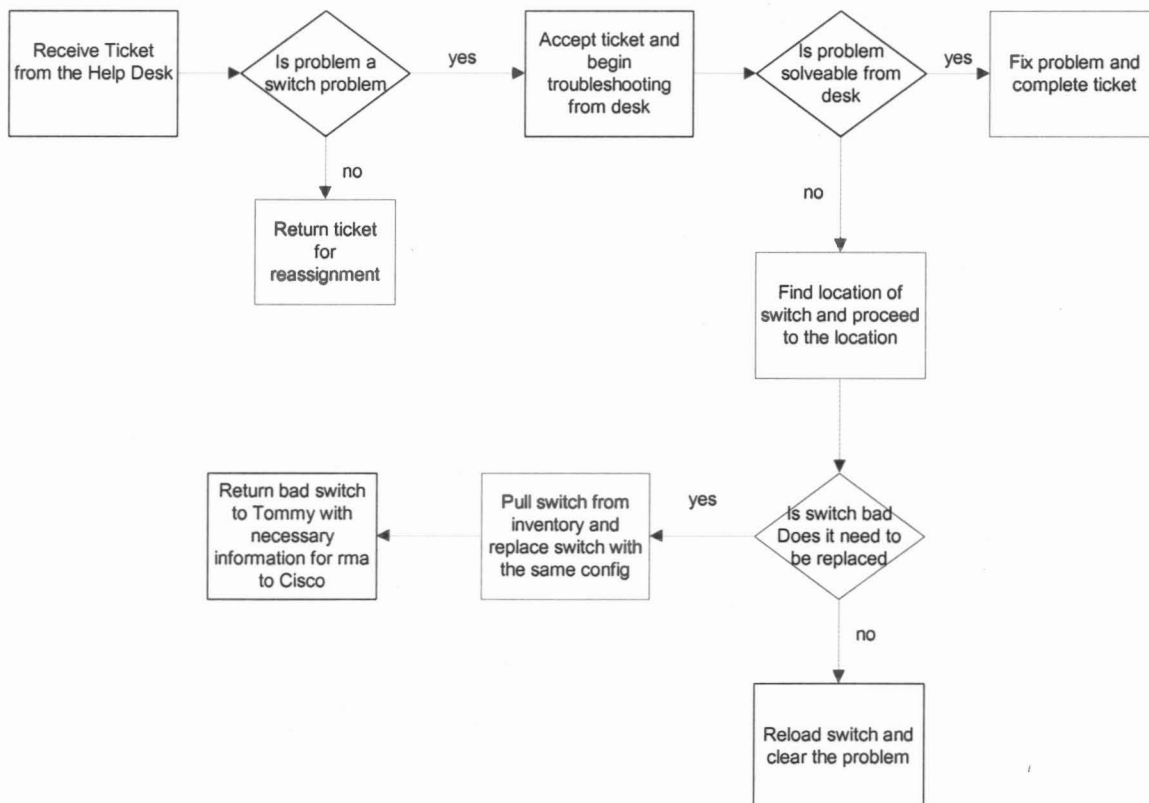 Receive Ticket
from the Help Desk
Is problem a
switch problem
yes
Accept ticket and
begin
troubleshooting
from desk
Is problem
solveable from
desk
yes
Fix problem and
complete ticket
no
Return ticket
for
reassignment
no
Find location of
switch and proceed
to the location
Is switch bad
Does it need to
be replaced
yes
Pull switch from
inventory and
replace switch with
the same config
Return bad switch
to Tommy with
necessary
information for rma
to Cisco
no
Reload switch and
clear the problem